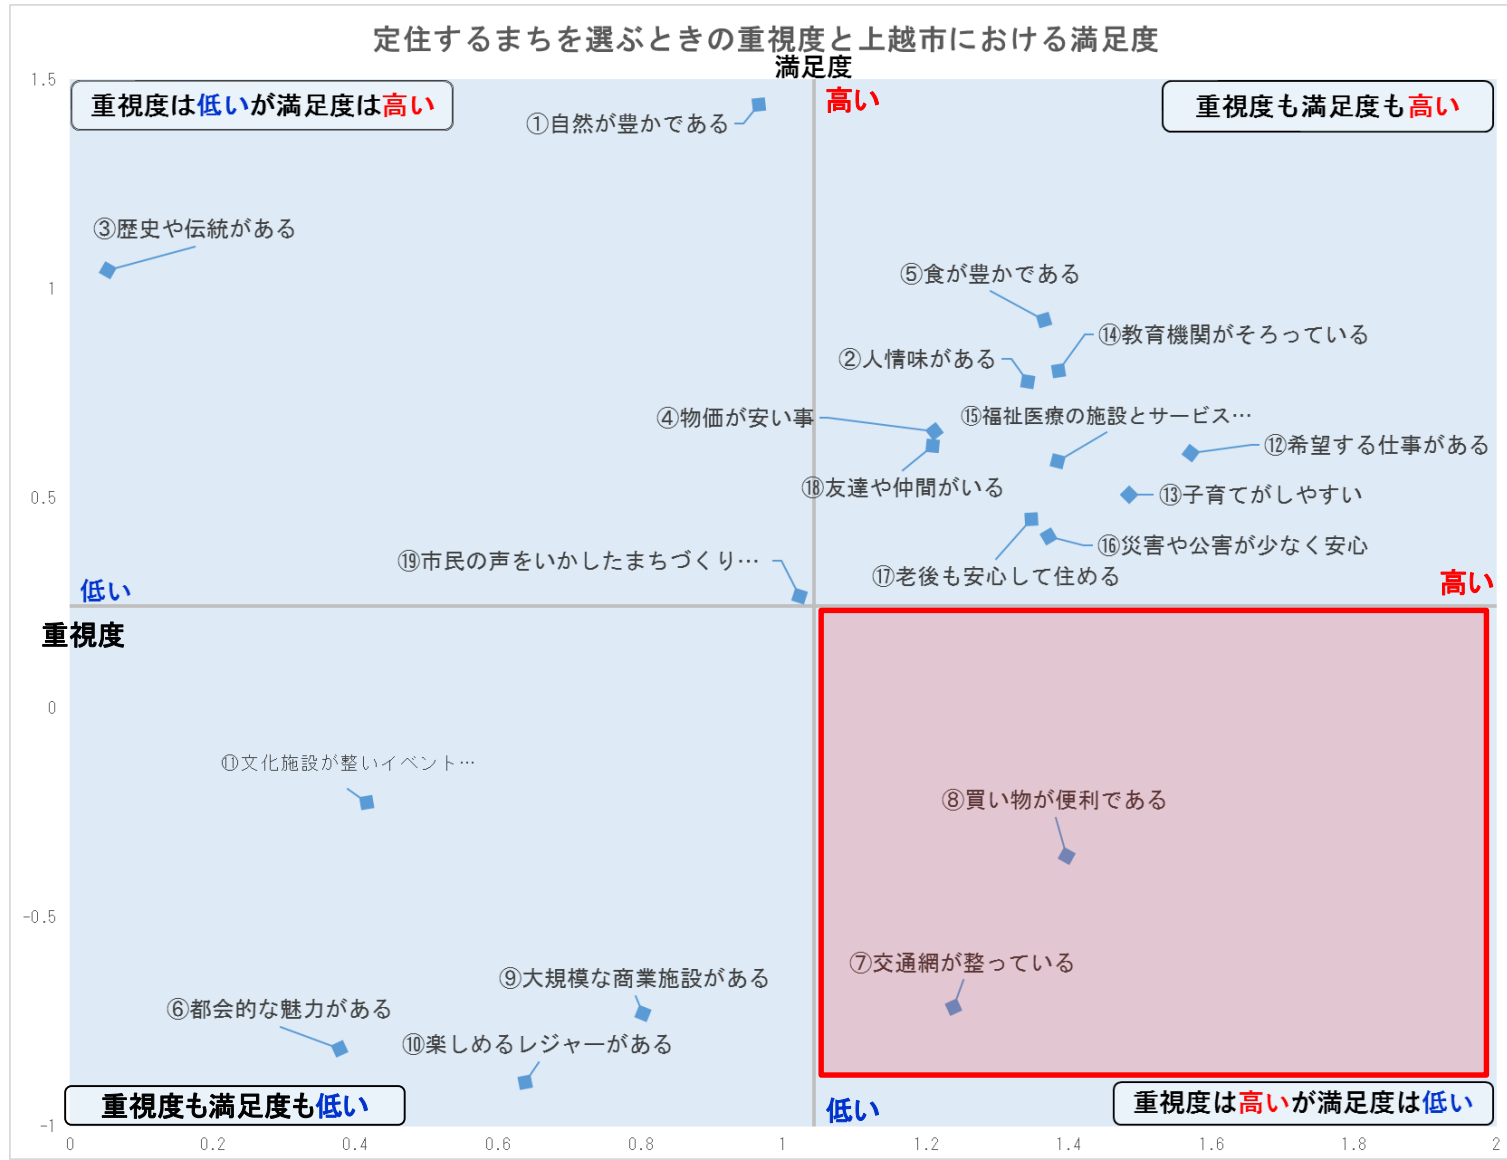 定住するまちを選ぶときの重視度と上越市における満足度
満足度
1.5
重視度は低いが満足度は高い
高い
重視度も満足度も高い
①自然が豊かである
③歴史や伝統がある
⑤食が豊かである
1
⑭教育機関がそろっている
②人情味がある
④物価が安い事
⑮福祉医療の施設とサービス…
⑫希望する仕事がある
⑱友達や仲間がいる
⑬子育てがしやすい
0.5
⑯災害や公害が少なく安心
⑲市民の声をいかしたまちづくり…
⑰老後も安心して住める
低い
高い
重視度
0
⑪文化施設が整いイベント…
⑧買い物が便利である
-0.5
⑦交通網が整っている
⑨大規模な商業施設がある
⑥都会的な魅力がある
⑩楽しめるレジャーがある
重視度も満足度も低い
低い
重視度は高いが満足度は低い
-1
0 0.2 0.4 0.6 0.8 1 1.2 1.4 1.6 1.8 2